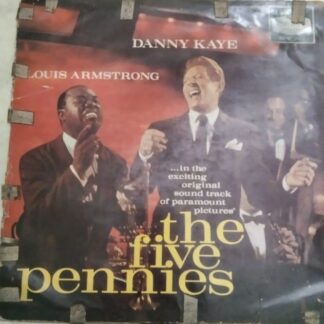 DANNY KAYE
LOUIS ARMSTRONG
...in the
exciting
original
sound track
of paramount
pictures'
the
five
pennies